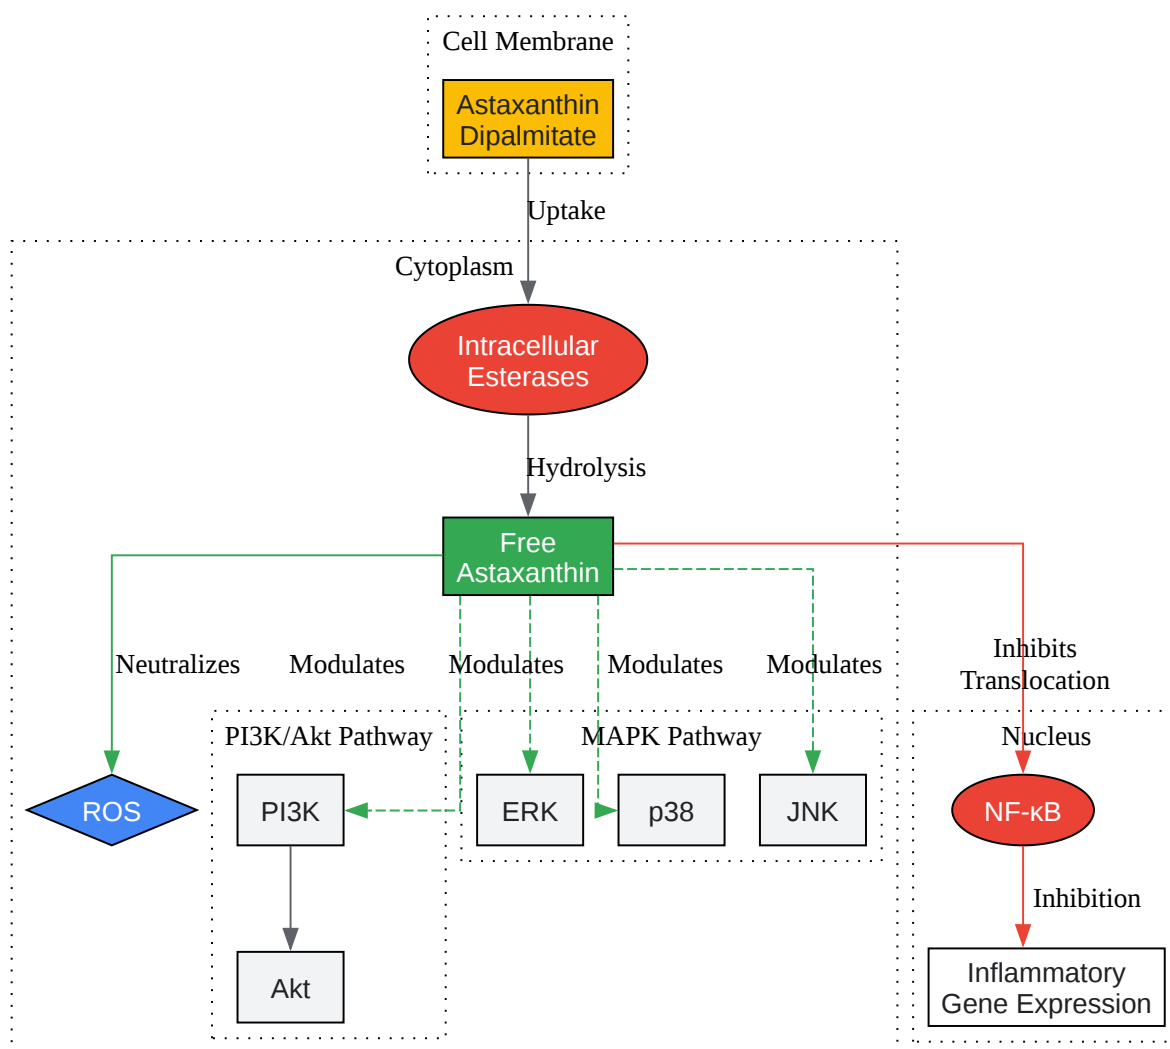 Cell Membrane
Astaxanthin
Dipalmitate
Uptake
Cytoplasm
Intracellular
Esterases
Hydrolysis
Free
Astaxanthin
Neutralizes
Modulates
Modulates
Modulates
Modulates
Inhibits
Translocation
PI3K/Akt Pathway
MAPK Pathway
Nucleus
ROS
PI3K
ERK
p38
JNK
NF-κB
Inhibition
Akt
Inflammatory
Gene Expression